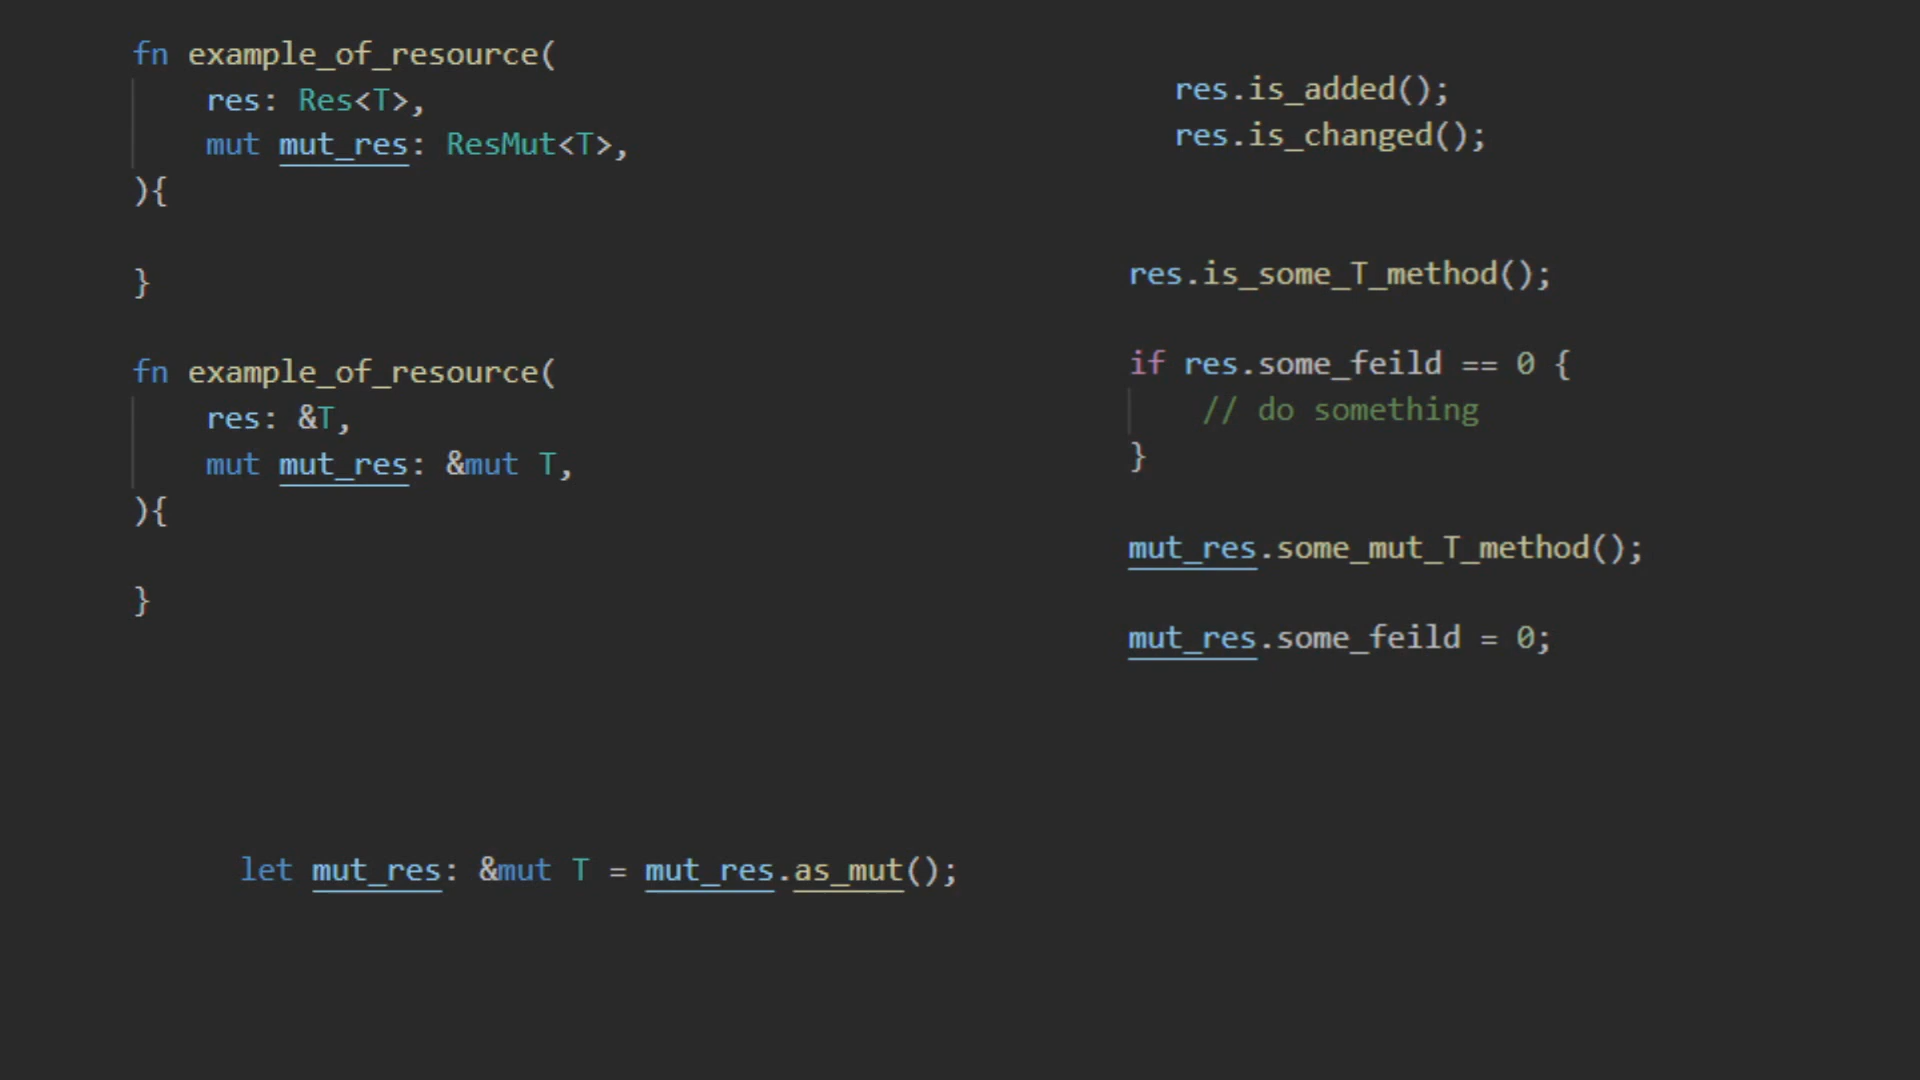 fn example_of_resource(
res: Res<T>,
mut mut_res: ResMut<T>,
){
}
fn example_of_resource(
res: &T,
mut mut_res: &mut T,
){
}
res.is_added();
res.is_changed();
res.is_some_T_method();
if res.some_feild == 0 {
// do something
}
mut_res.some_mut_T_method();
mut_res.some_feild = 0;
let mut_res: &mut T = mut_res.as_mut();